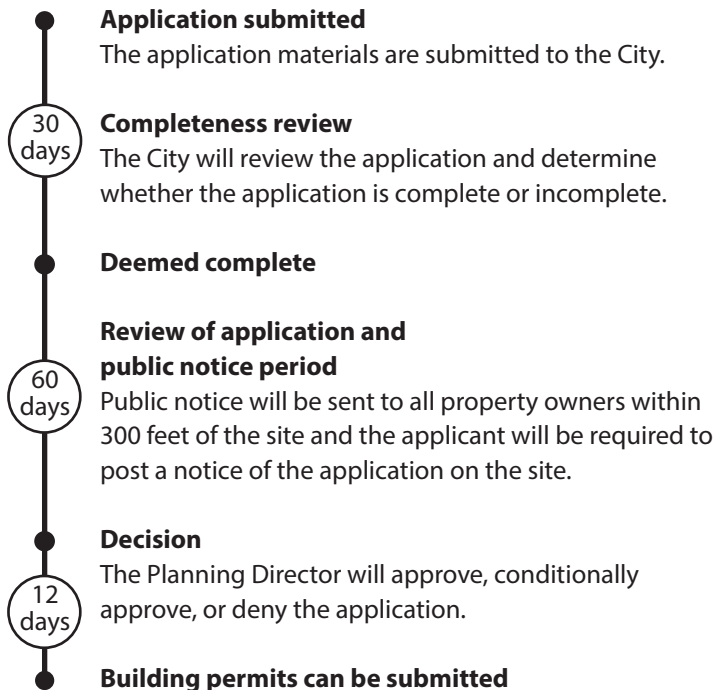 Application submitted
The application materials are submitted to the City.
30
days
Completeness review
The City will review the application and determine
whether the application is complete or incomplete.
Deemed complete
Review of application and
public notice period
60
days
Public notice will be sent to all property owners within
300 feet of the site and the applicant will be required to
post a notice of the application on the site.
Decision
The Planning Director will approve, conditionally
approve, or deny the application.
12
days
Building permits can be submitted